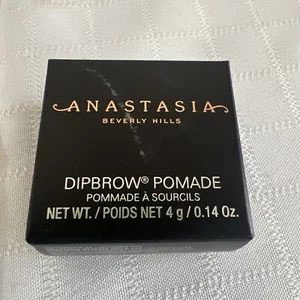 ANASTASIA
BEVERLY HILLS
DIPBROW® POMADE
POMMADE À SOURCILS
NET WT. / POIDS NET 4 g / 0.14 Oz.